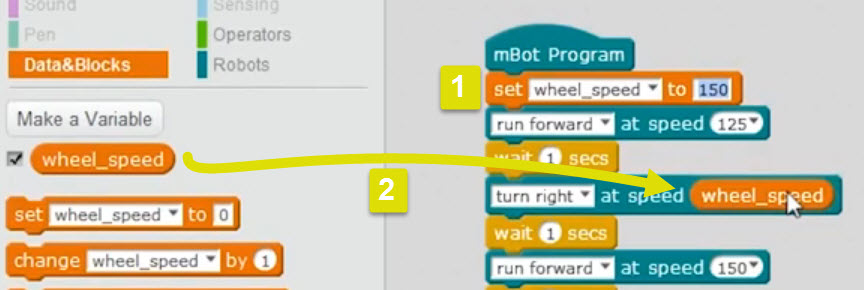 Sound
Sensing
Pen
Operators
Data&Blocks
Robots
Make a Variable
wheel_speed
set wheel_speed to 0
change wheel_speed by 1
mBot Program
1
set wheel_speed to 150
run forward at speed 125
wait 1 secs
2
turn right at speed wheel_speed
wait 1 secs
run forward at speed 150